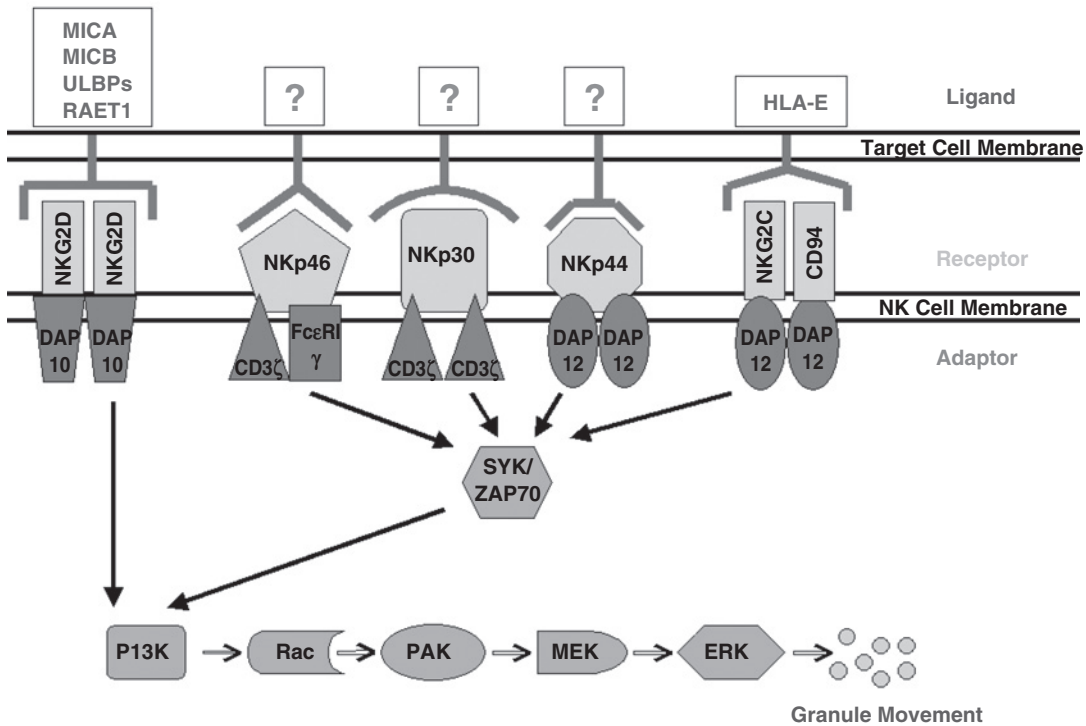 MICA
MICB
ULBPs
RAET1
?
?
?
HLA-E
Ligand
Target Cell Membrane
NKG2D
NKG2D
NKp46
NKp30
NKp44
NKG2C
CD94
Receptor
NK Cell Membrane
DAP
10
DAP
10
CD3ζ
FcεRI
γ
CD3ζ
CD3ζ
DAP
12
DAP
12
DAP
12
DAP
12
Adaptor
SYK/
ZAP70
P13K
Rac
PAK
MEK
ERK
Granule Movement